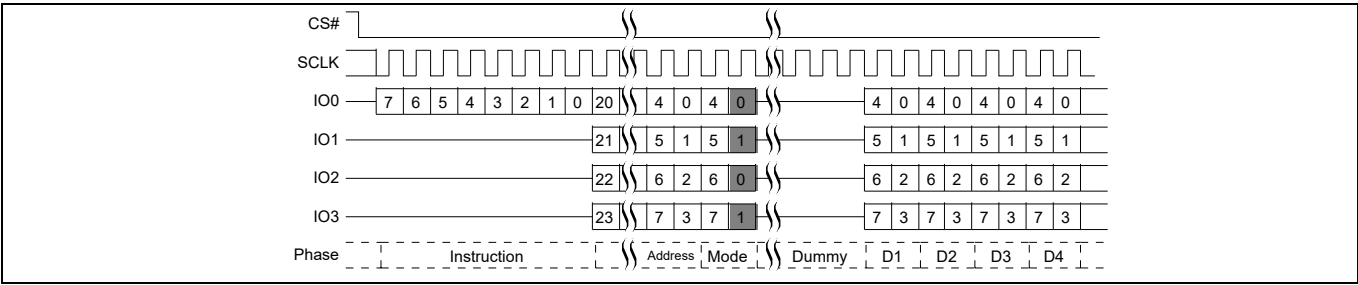 CS#
SCLK
IO0 7 6 5 4 3 2 1 0 20 4 0 4 0 4 0 4 0 4 0 4 0
IO1 21 5 1 5 1 5 1 5 1 5 1 5 1
IO2 22 6 2 6 0 6 2 6 2 6 2 6 2
IO3 23 7 3 7 1 7 3 7 3 7 3 7 3
Phase Instruction Address Mode Dummy D1 D2 D3 D4